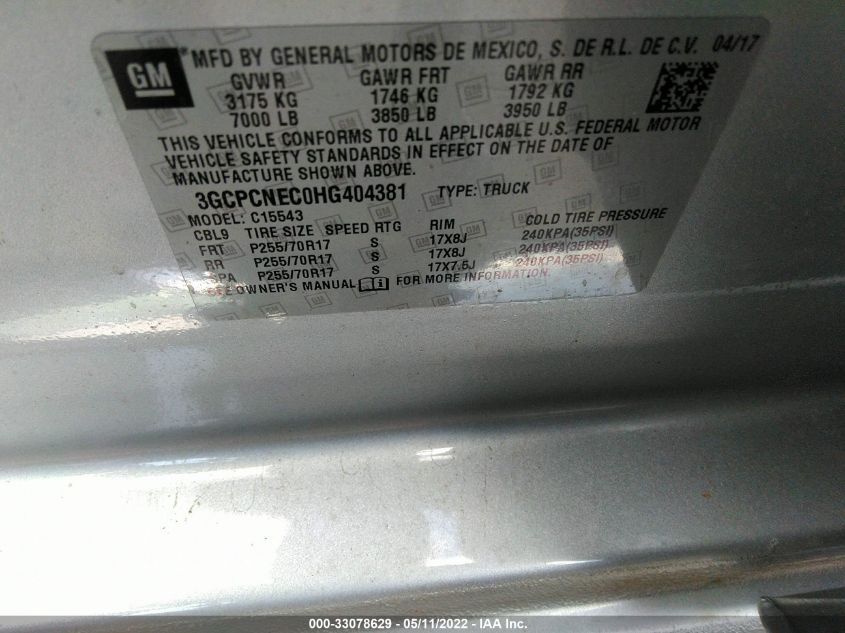 GM MFD BY GENERAL MOTORS DE MEXICO, S. DE R.L. DE C.V. 04/17
GVWR GAWR FRT GAWR RR
3175 KG 1746 KG 1792 KG
7000 LB 3850 LB 3950 LB
THIS VEHICLE CONFORMS TO ALL APPLICABLE U.S. FEDERAL MOTOR
VEHICLE SAFETY STANDARDS IN EFFECT ON THE DATE OF
MANUFACTURE SHOWN ABOVE.
3GCPCNEC0HG404381 TYPE: TRUCK
MODEL: C15543
CBL9 TIRE SIZE SPEED RTG RIM COLD TIRE PRESSURE
FRT P255/70R17 S 17X8J 240KPA(35PSI)
RR P255/70R17 S 17X8J 240KPA(35PSI)
SPA P255/70R17 S 17X7.5J 240KPA(35PSI)
SEE OWNER'S MANUAL FOR MORE INFORMATION.
000-33078629 - 05/11/2022 - IAA Inc.